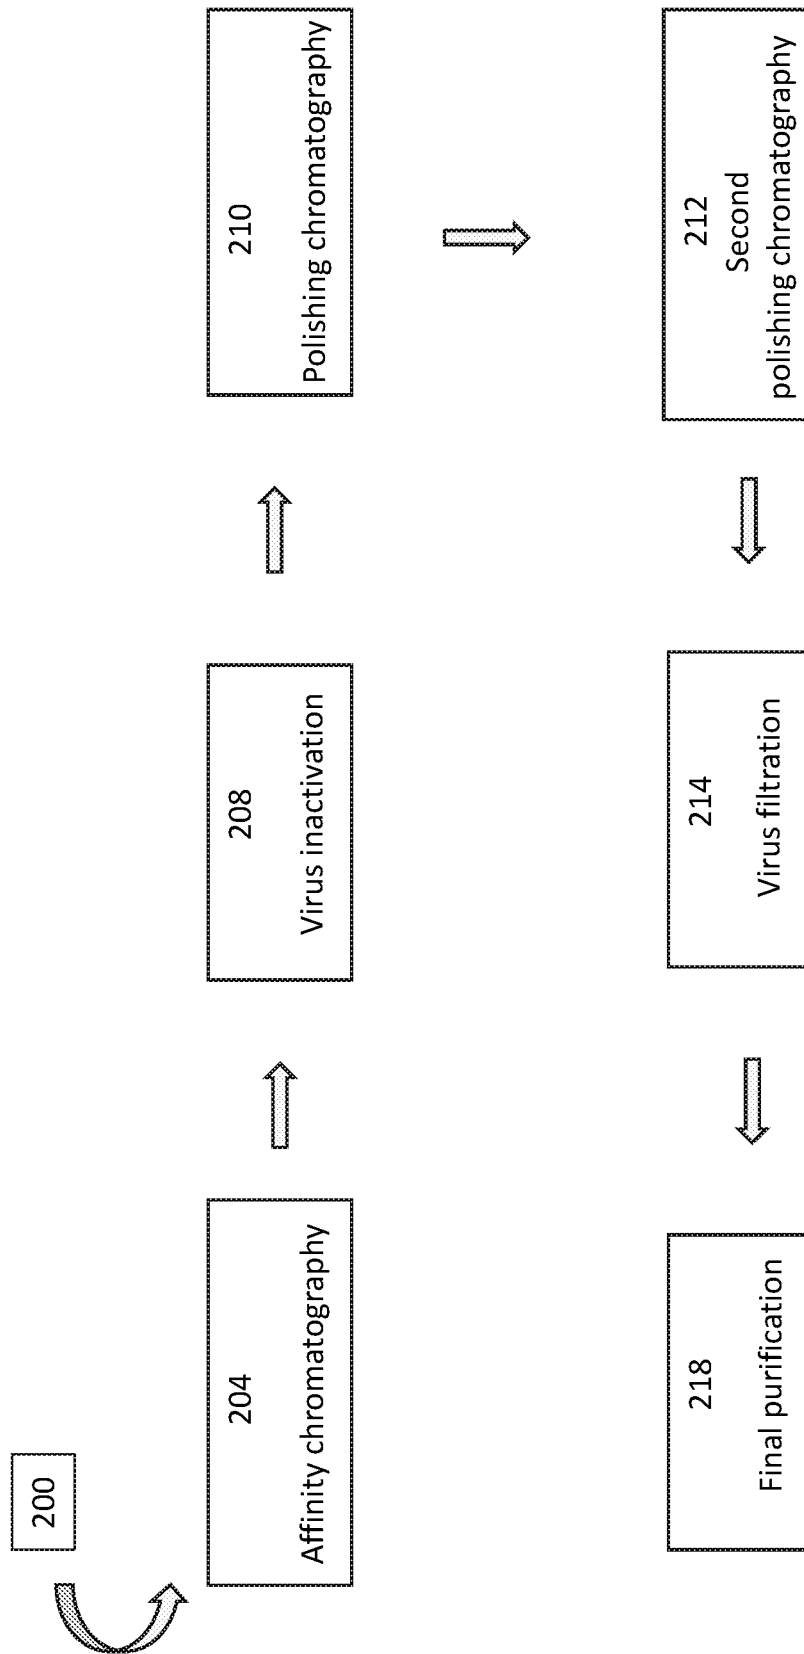 200
204
Affinity chromatography
208
Virus inactivation
210
Polishing chromatography
212
Second
polishing chromatography
214
Virus filtration
218
Final purification